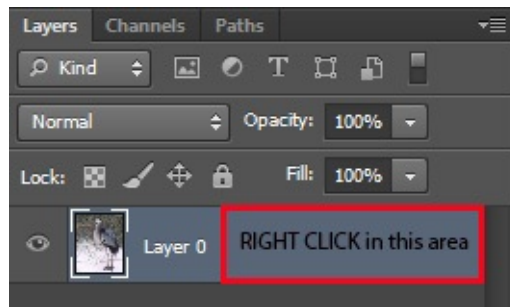 Layers Channels Paths
Kind T
Normal Opacity: 100%
Lock: Fill: 100%
Layer 0 RIGHT CLICK in this area